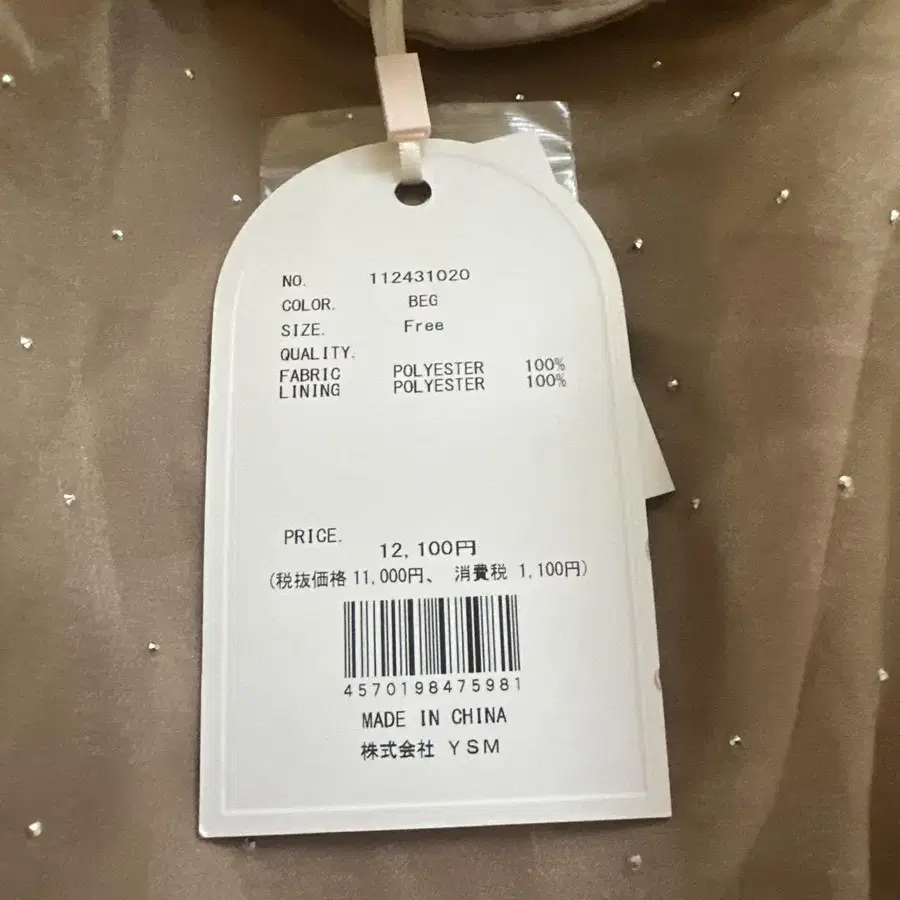 NO. 112431020
COLOR. BEG
SIZE. Free
QUALITY.
FABRIC POLYESTER 100%
LINING POLYESTER 100%
PRICE.
12,100円
(税抜価格 11,000円、 消費税 1,100円)
4570198475981
MADE IN CHINA
株式会社 YSM